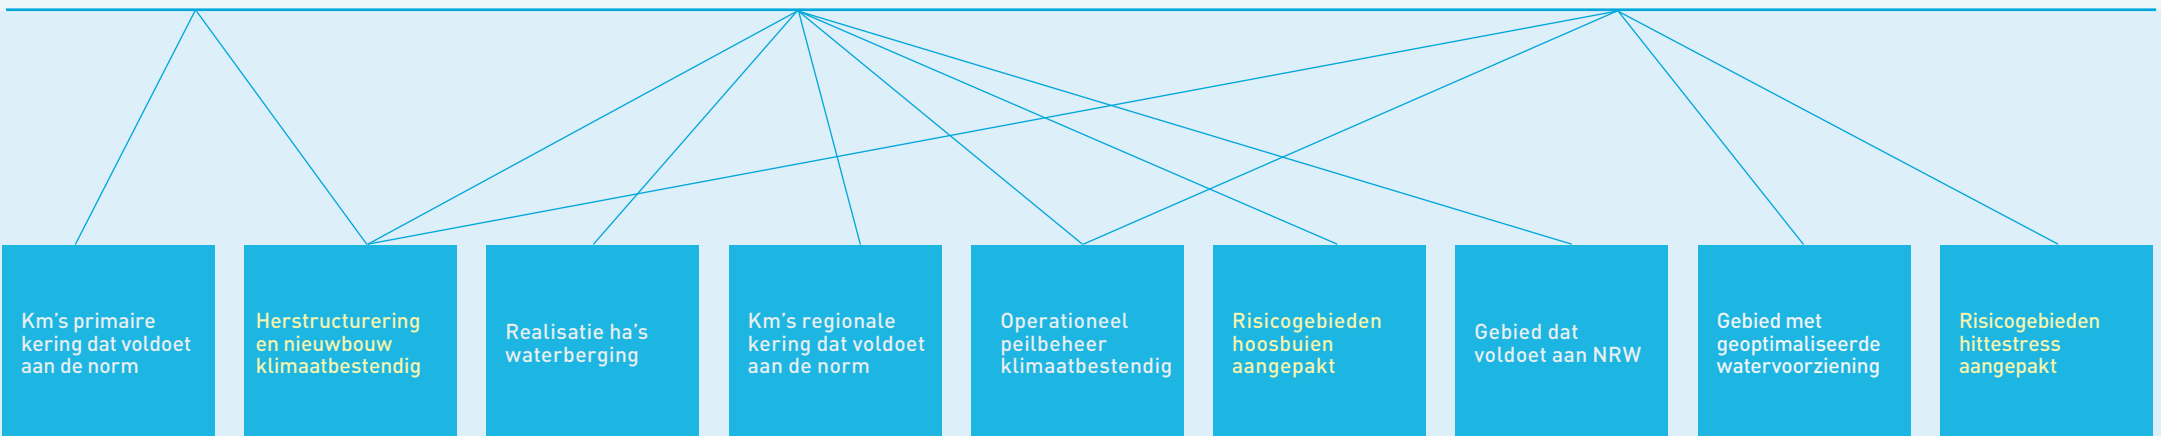 Km's primaire
kering dat voldoet
aan de norm
Herstructurering
en nieuwbouw
klimaatbestendig
Realisatie ha's
waterberging
Km's regionale
kering dat voldoet
aan de norm
Operationeel
peilbeheer
klimaatbestendig
Risicogebieden
hoosbuien
aangepakt
Gebied dat
voldoet aan NRW
Gebied met
geoptimaliseerde
watervoorziening
Risicogebieden
hittestress
aangepakt